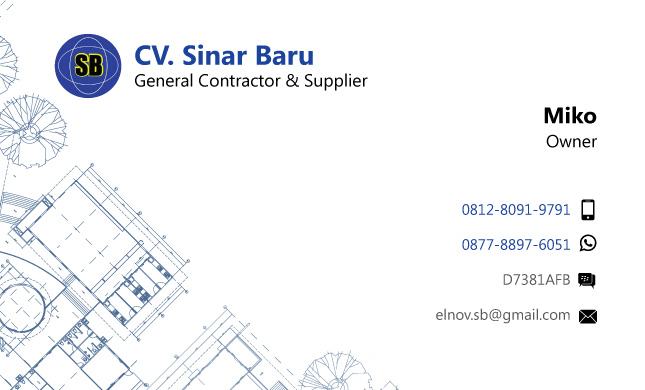 SB
CV. Sinar Baru
General Contractor & Supplier
Miko
Owner
0812-8091-9791
0877-8897-6051
D7381AFB
elnov.sb@gmail.com